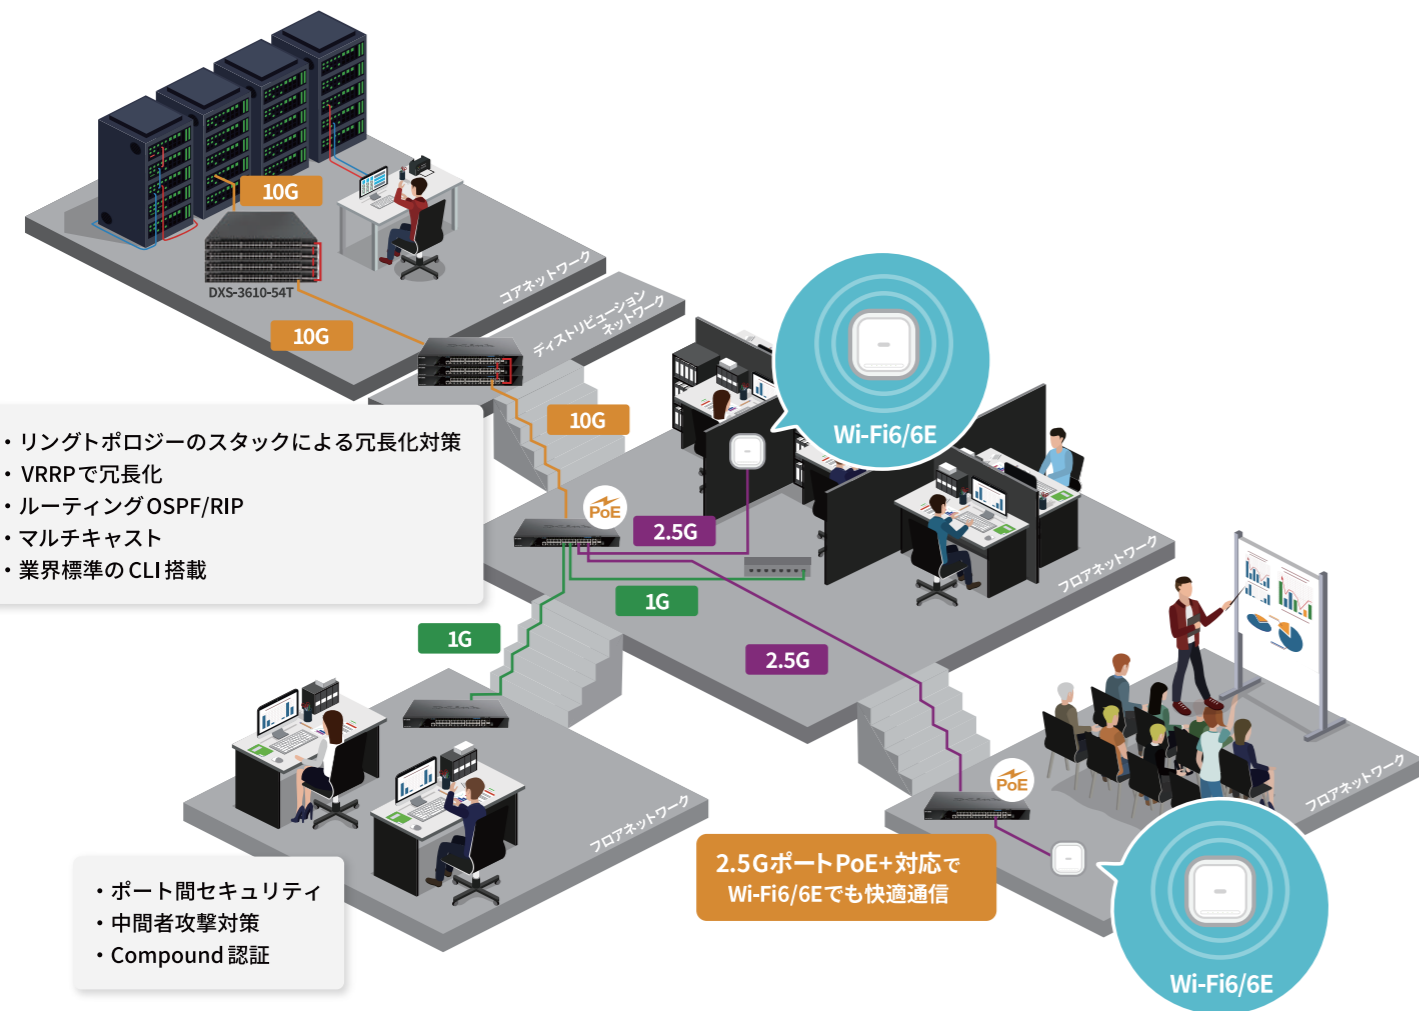 10G
DXS-3610-54T
コアネットワーク
10G
ディストリビューション
ネットワーク
10G
・リングトポロジーのスタックによる冗長化対策
・VRRPで冗長化
・ルーティングOSPF/RIP
・マルチキャスト
・業界標準のCLI搭載
Wi-Fi6/6E
PoE
2.5G
1G
フロアネットワーク
1G
2.5G
フロアネットワーク
・ポート間セキュリティ
・中間者攻撃対策
・Compound認証
PoE
フロアネットワーク
2.5GポートPoE+対応で
Wi-Fi6/6Eでも快適通信
Wi-Fi6/6E